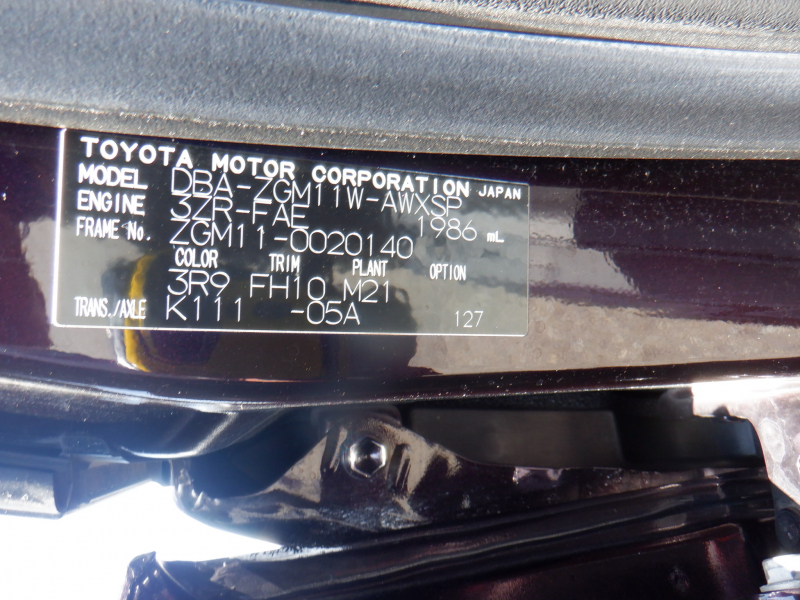 TOYOTA MOTOR CORPORATION JAPAN
MODEL DBA-ZGM11W-AWXSP
ENGINE 3ZR-FAE 1986 mL
FRAME No. ZGM11-0020140
COLOR TRIM PLANT OPTION
3R9 FH10 M21
TRANS./AXLE K111 -05A 127